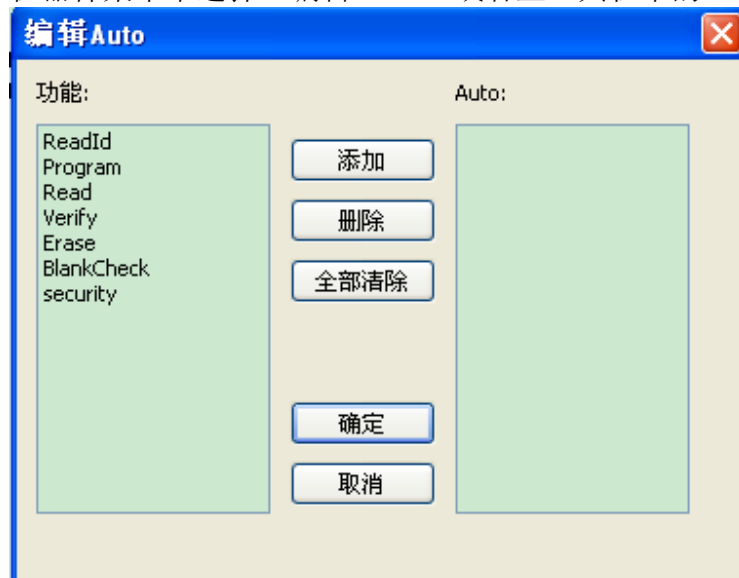 编辑Auto
功能:
Auto:
ReadId
Program
Read
Verify
Erase
BlankCheck
security
添加
删除
全部清除
确定
取消